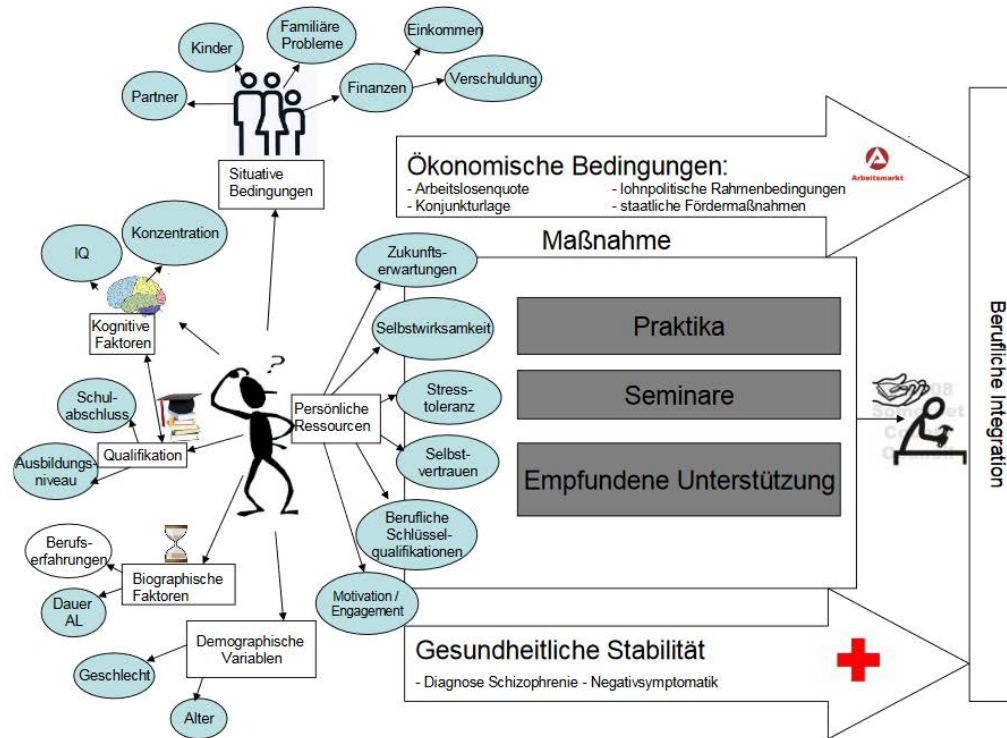 Familiäre
Probleme
Einkommen
Kinder
Partner
Finanzen
Verschuldung
Situative
Bedingungen
Ökonomische Bedingungen:
- Arbeitslosenquote
- lohnpolitische Rahmenbedingungen
- Konjunkturlage
- staatliche Fördermaßnahmen
Arbeitsmarkt
Konzentration
IQ
Kognitive
Faktoren
Schul-
abschluss
Qualifikation
Ausbildungs-
niveau
Berufs-
erfahrungen
Biographische
Faktoren
Dauer
AL
Demographische
Variablen
Geschlecht
Alter
?
Persönliche
Ressourcen
Zukunfts-
erwartungen
Selbstwirksamkeit
Stress-
toleranz
Selbst-
vertrauen
Berufliche
Schlüssel-
qualifikationen
Motivation /
Engagement
Maßnahme
Praktika
Seminare
Empfundene Unterstützung
Gesundheitliche Stabilität
- Diagnose Schizophrenie - Negativsymptomatik
Berufliche Integration